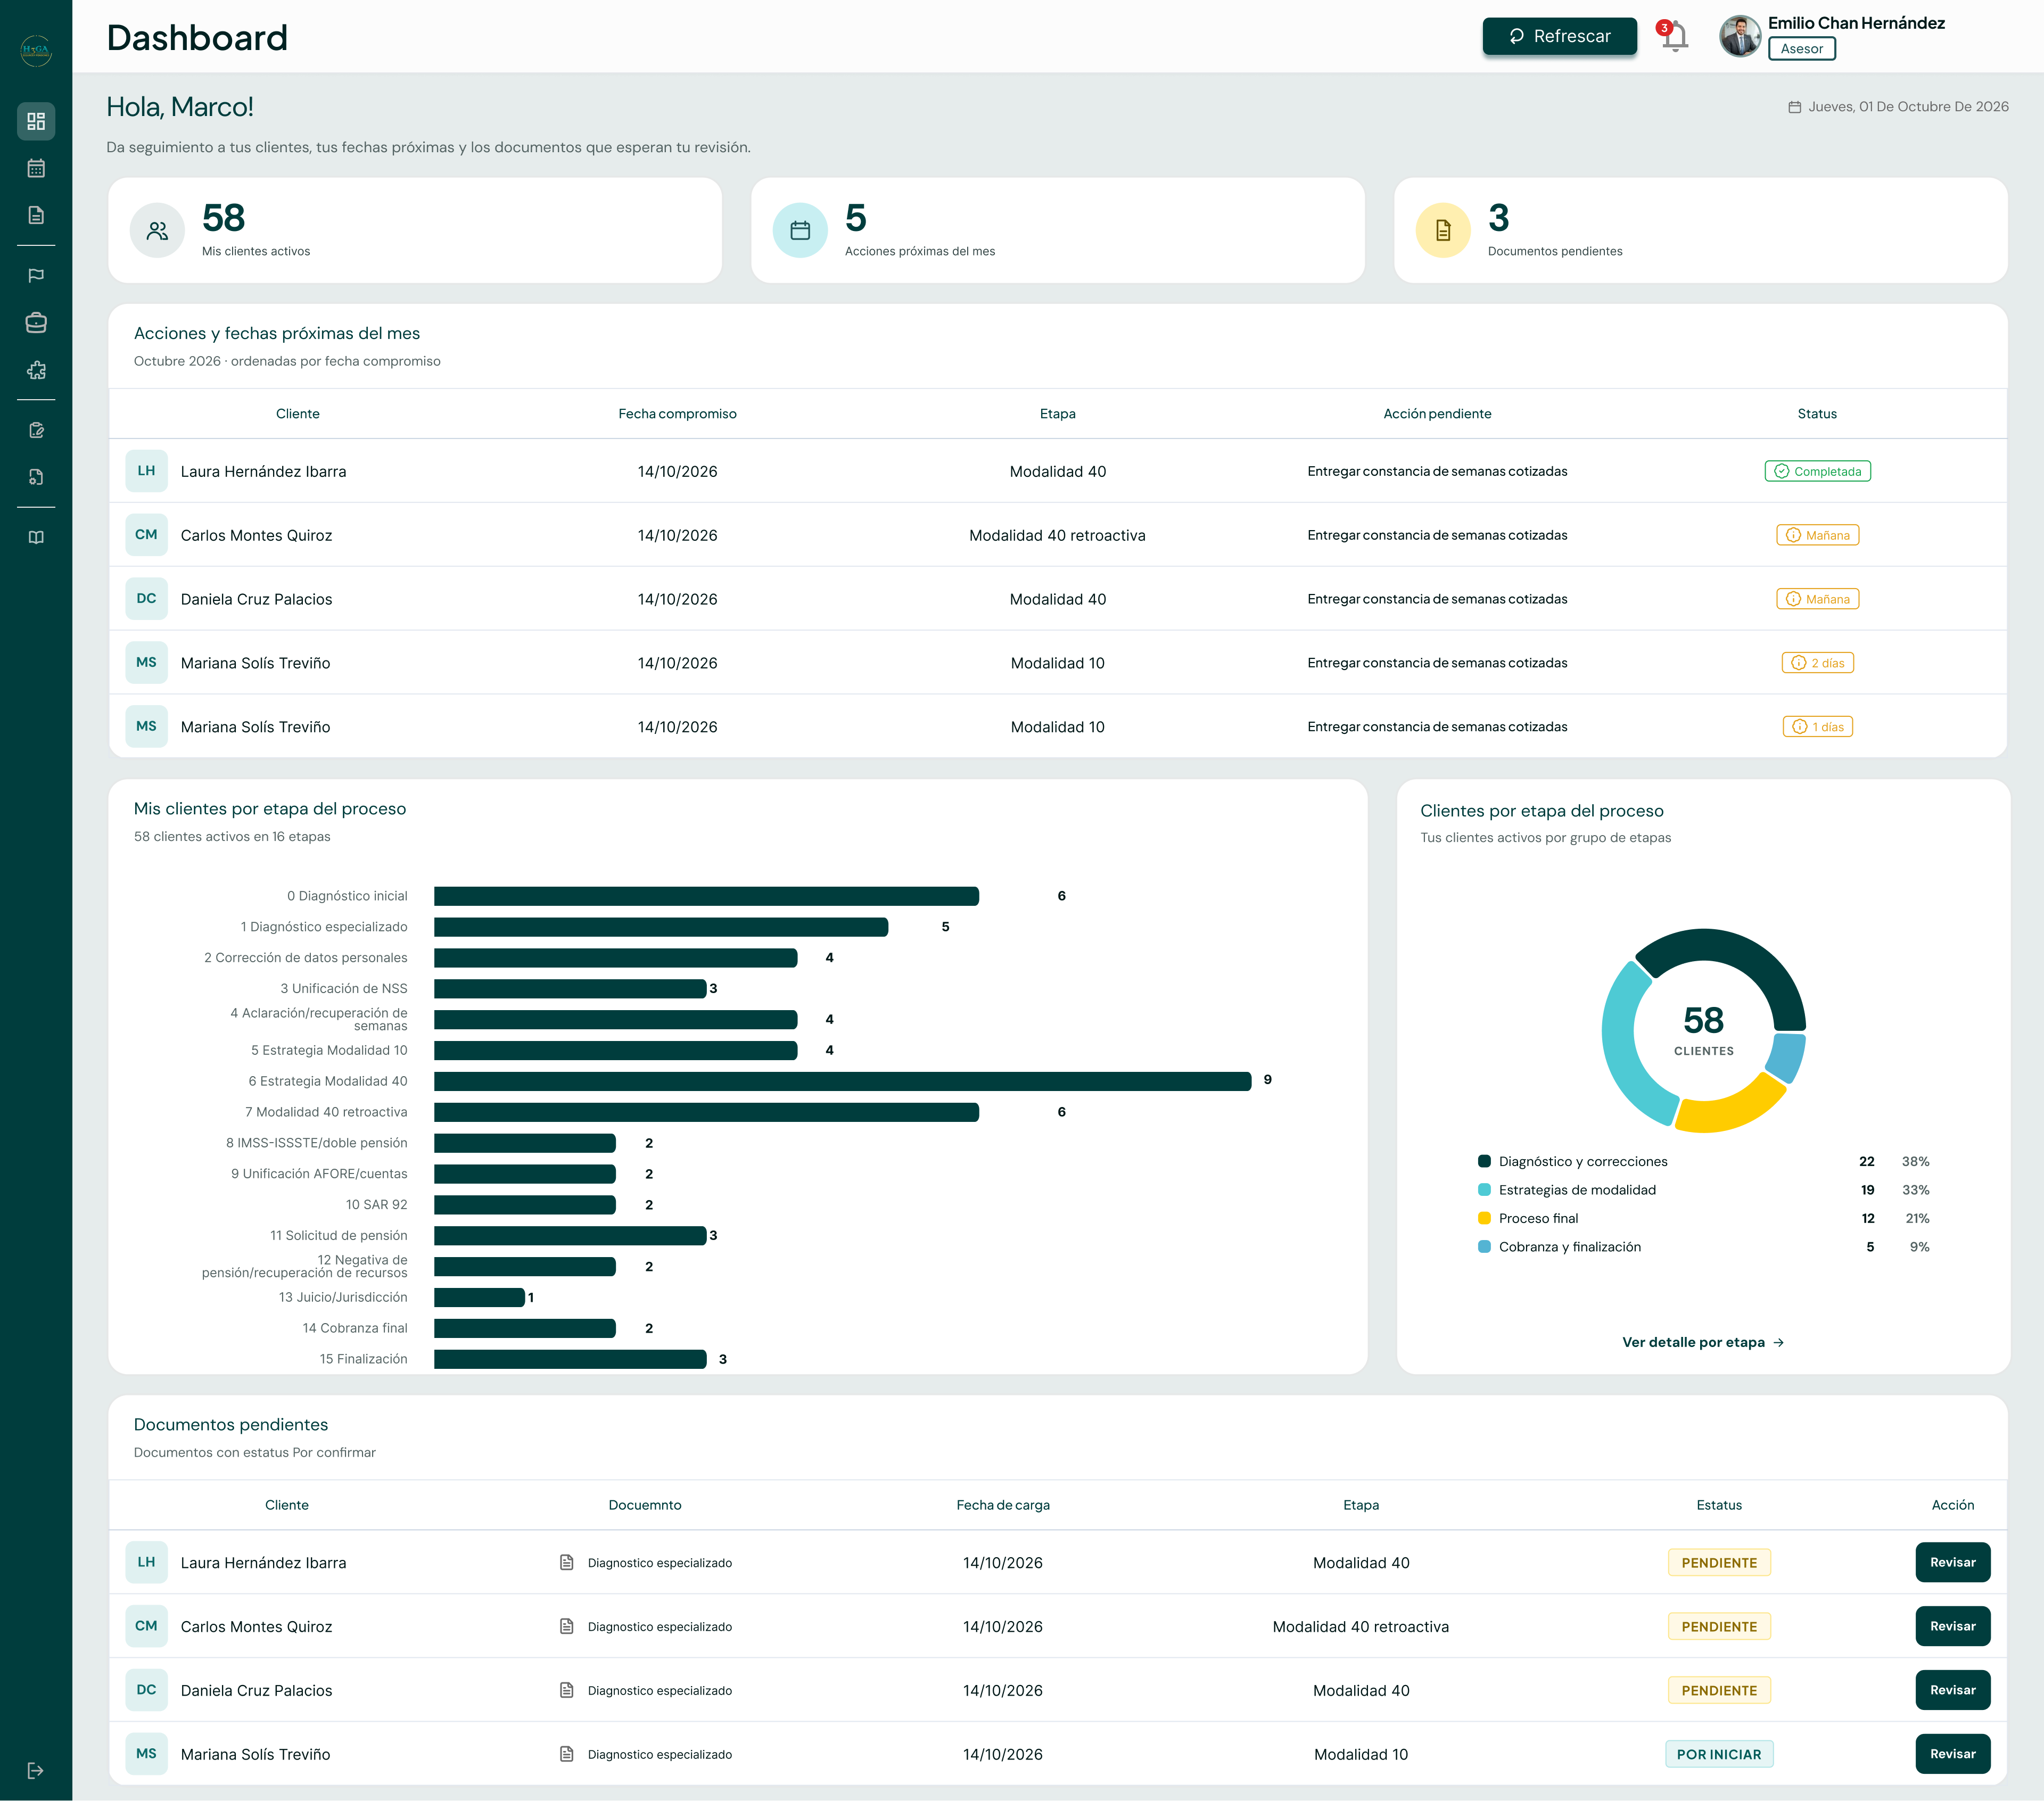 HGA
Dashboard
Refrescar
3
Emilio Chan Hernández
Asesor
Hola, Marco!
Jueves, 01 De Octubre De 2026
Da seguimiento a tus clientes, tus fechas próximas y los documentos que esperan tu revisión.
58
Mis clientes activos
5
Acciones próximas del mes
3
Documentos pendientes
Acciones y fechas próximas del mes
Octubre 2026 · ordenadas por fecha compromiso
Cliente Fecha compromiso Etapa Acción pendiente Status
LH Laura Hernández Ibarra 14/10/2026 Modalidad 40 Entregar constancia de semanas cotizadas Completada
CM Carlos Montes Quiroz 14/10/2026 Modalidad 40 retroactiva Entregar constancia de semanas cotizadas Mañana
DC Daniela Cruz Palacios 14/10/2026 Modalidad 40 Entregar constancia de semanas cotizadas Mañana
MS Mariana Solís Treviño 14/10/2026 Modalidad 10 Entregar constancia de semanas cotizadas 2 días
MS Mariana Solís Treviño 14/10/2026 Modalidad 10 Entregar constancia de semanas cotizadas 1 días
Mis clientes por etapa del proceso
58 clientes activos en 16 etapas
0 Diagnóstico inicial 6
1 Diagnóstico especializado 5
2 Corrección de datos personales 4
3 Unificación de NSS 3
4 Aclaración/recuperación de
semanas 4
5 Estrategia Modalidad 10 4
6 Estrategia Modalidad 40 9
7 Modalidad 40 retroactiva 6
8 IMSS-ISSSTE/doble pensión 2
9 Unificación AFORE/cuentas 2
10 SAR 92 2
11 Solicitud de pensión 3
12 Negativa de
pensión/recuperación de recursos 2
13 Juicio/Jurisdicción 1
14 Cobranza final 2
15 Finalización 3
Clientes por etapa del proceso
Tus clientes activos por grupo de etapas
58
CLIENTES
Diagnóstico y correcciones 22 38%
Estrategias de modalidad 19 33%
Proceso final 12 21%
Cobranza y finalización 5 9%
Ver detalle por etapa →
Documentos pendientes
Documentos con estatus Por confirmar
Cliente Docuemnto Fecha de carga Etapa Estatus Acción
LH Laura Hernández Ibarra Diagnostico especializado 14/10/2026 Modalidad 40 PENDIENTE Revisar
CM Carlos Montes Quiroz Diagnostico especializado 14/10/2026 Modalidad 40 retroactiva PENDIENTE Revisar
DC Daniela Cruz Palacios Diagnostico especializado 14/10/2026 Modalidad 40 PENDIENTE Revisar
MS Mariana Solís Treviño Diagnostico especializado 14/10/2026 Modalidad 10 POR INICIAR Revisar